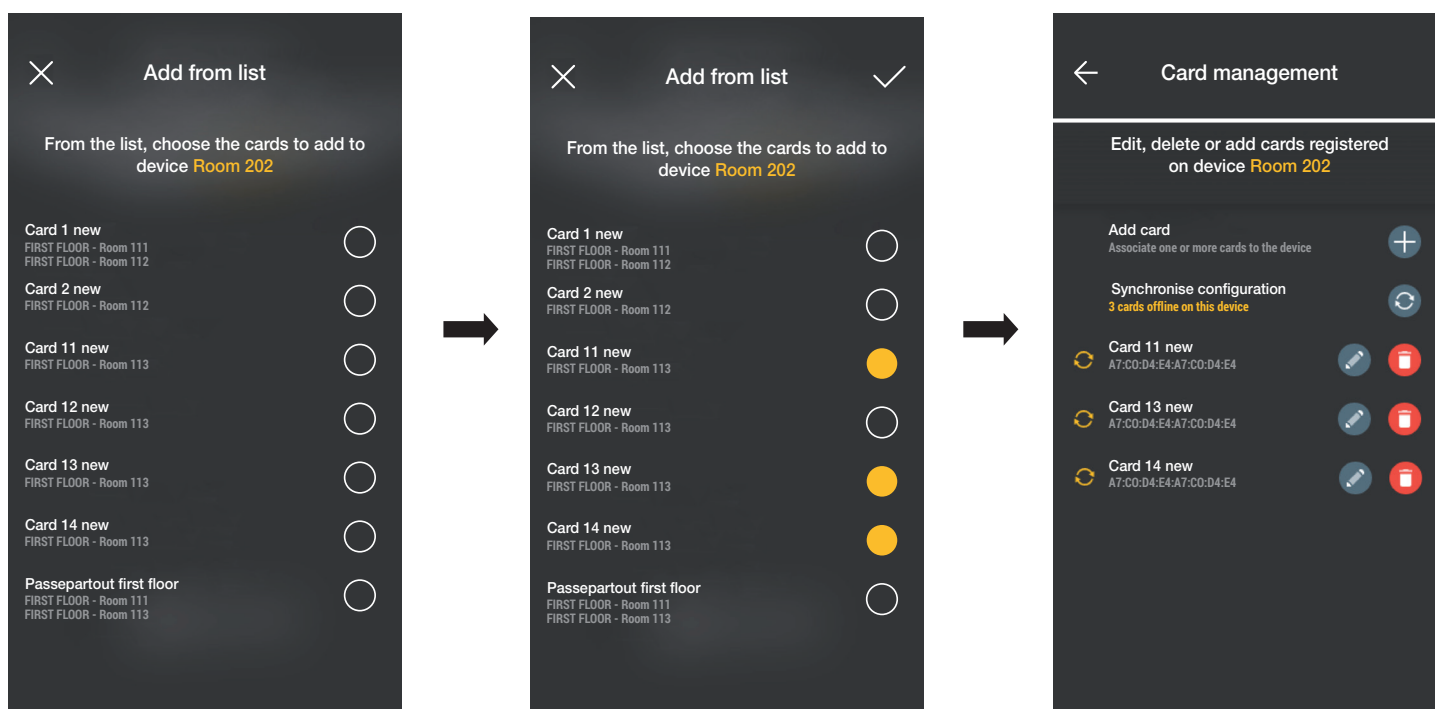 Add from list
From the list, choose the cards to add to
device Room 202
Card 1 new
FIRST FLOOR - Room 111
FIRST FLOOR - Room 112
Card 2 new
FIRST FLOOR - Room 112
Card 11 new
FIRST FLOOR - Room 113
Card 12 new
FIRST FLOOR - Room 113
Card 13 new
FIRST FLOOR - Room 113
Card 14 new
FIRST FLOOR - Room 113
Passepartout first floor
FIRST FLOOR - Room 111
FIRST FLOOR - Room 113
Add from list
From the list, choose the cards to add to
device Room 202
Card 1 new
FIRST FLOOR - Room 111
FIRST FLOOR - Room 112
Card 2 new
FIRST FLOOR - Room 112
Card 11 new
FIRST FLOOR - Room 113
Card 12 new
FIRST FLOOR - Room 113
Card 13 new
FIRST FLOOR - Room 113
Card 14 new
FIRST FLOOR - Room 113
Passepartout first floor
FIRST FLOOR - Room 111
FIRST FLOOR - Room 113
Card management
Edit, delete or add cards registered
on device Room 202
Add card
Associate one or more cards to the device
Synchronise configuration
3 cards offline on this device
Card 11 new
A7:C0:D4:E4:A7:C0:D4:E4
Card 13 new
A7:C0:D4:E4:A7:C0:D4:E4
Card 14 new
A7:C0:D4:E4:A7:C0:D4:E4